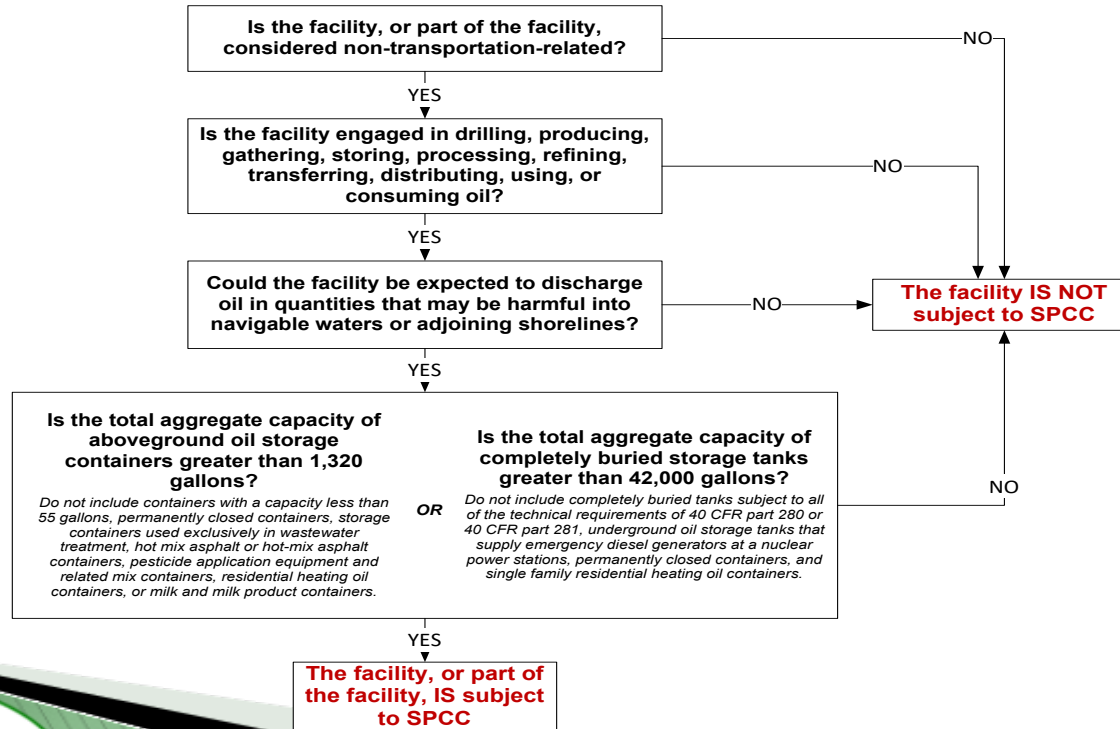 Is the facility, or part of the facility,
considered non-transportation-related?
NO
YES
Is the facility engaged in drilling, producing,
gathering, storing, processing, refining,
transferring, distributing, using, or
consuming oil?
NO
YES
Could the facility be expected to discharge
oil in quantities that may be harmful into
navigable waters or adjoining shorelines?
NO
The facility IS NOT
subject to SPCC
YES
Is the total aggregate capacity of
aboveground oil storage
containers greater than 1,320
gallons?
Do not include containers with a capacity less than
55 gallons, permanently closed containers, storage
containers used exclusively in wastewater
treatment, hot mix asphalt or hot-mix asphalt
containers, pesticide application equipment and
related mix containers, residential heating oil
containers, or milk and milk product containers.
OR
Is the total aggregate capacity of
completely buried storage tanks
greater than 42,000 gallons?
Do not include completely buried tanks subject to all
of the technical requirements of 40 CFR part 280 or
40 CFR part 281, underground oil storage tanks that
supply emergency diesel generators at a nuclear
power stations, permanently closed containers, and
single family residential heating oil containers.
NO
YES
The facility, or part of
the facility, IS subject
to SPCC